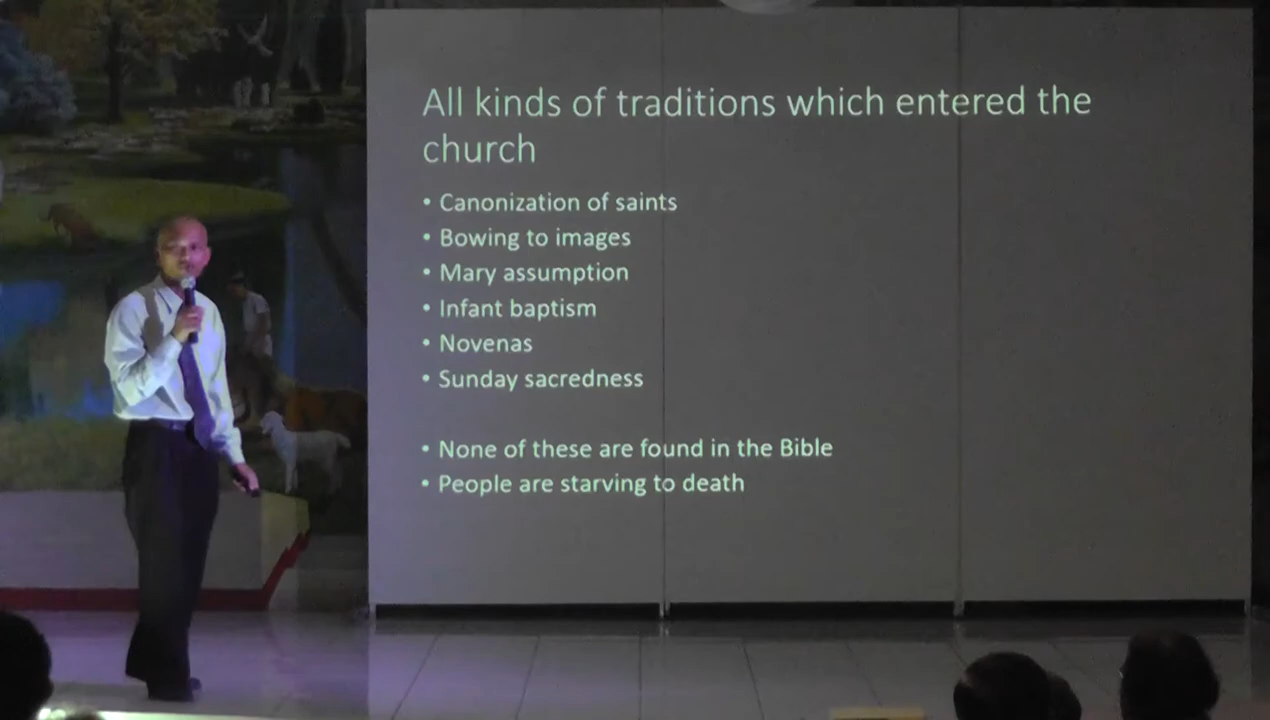 All kinds of traditions which entered the
church
• Canonization of saints
• Bowing to images
• Mary assumption
• Infant baptism
• Novenas
• Sunday sacredness
• None of these are found in the Bible
• People are starving to death